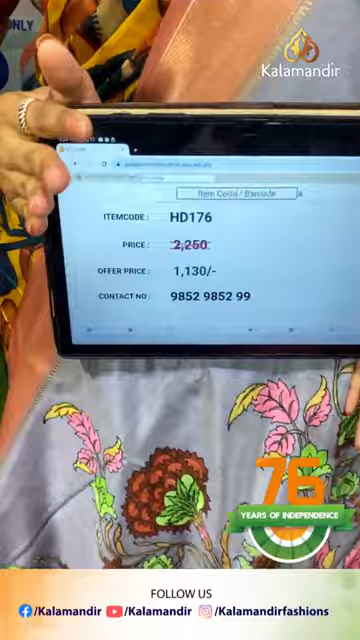 ONLY
Kalamandir
Item Code/ Barcode
ITEMCODE : HD176
PRICE : 2,250
OFFER PRICE : 1,130/-
CONTACT NO : 9852 9852 99
76
YEARS OF INDEPENDENCE
FOLLOW US
/Kalamandir /Kalamandir /Kalamandirfashions